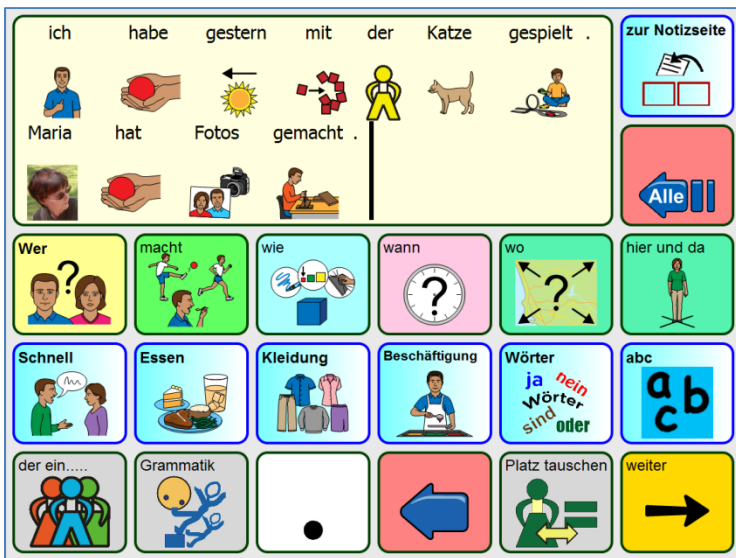 ich habe gestern mit der Katze gespielt .
Maria hat Fotos gemacht .
zur Notizseite
Alle
Wer
macht
wie
wann
wo
hier und da
Schnell
Essen
Kleidung
Beschäftigung
Wörter
ja
nein
Wörter
sind
oder
abc
a b
c
der ein.....
Grammatik
.
Platz tauschen
weiter